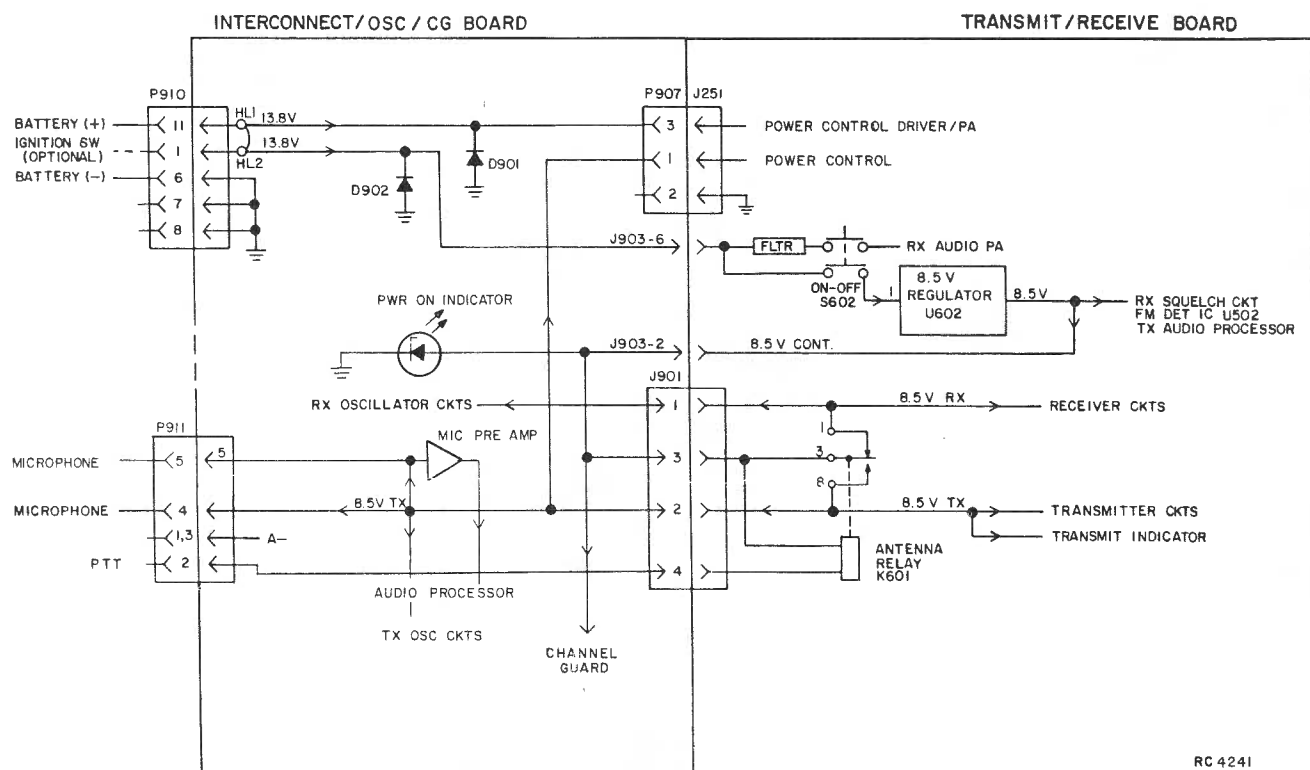 INTERCONNECT/OSC/CG BOARD
TRANSMIT/RECEIVE BOARD
P910
P907
J251
BATTERY (+)
11
HL1
13.8V
3
POWER CONTROL DRIVER/PA
IGNITION SW
(OPTIONAL)
1
HL2
13.8V
D901
1
POWER CONTROL
BATTERY (-)
6
D902
2
7
8
J903-6
FLTR
RX AUDIO PA
ON-OFF
S602
1
8.5 V
REGULATOR
U602
8.5V
RX SQUELCH CKT
FM DET IC U502
TX AUDIO PROCESSOR
PWR ON INDICATOR
J903-2
8.5 V CONT.
J901
RX OSCILLATOR CKTS
1
8.5V RX
RECEIVER CKTS
1
P911
MICROPHONE
5
5
MIC PRE AMP
3
3
8
MICROPHONE
4
8.5V TX
2
8.5V TX
TRANSMITTER CKTS
TRANSMIT INDICATOR
1,3
A-
PTT
2
4
ANTENNA
RELAY
K601
AUDIO PROCESSOR
TX OSC CKTS
CHANNEL
GUARD
RC 4241